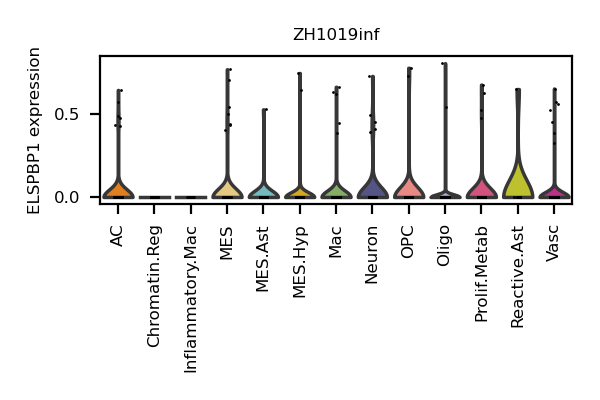 ZH1019inf
ELSPBP1 expression
0.5
0.0
AC
Chromatin.Reg
Inflammatory.Mac
MES
MES.Ast
MES.Hyp
Mac
Neuron
OPC
Oligo
Prolif.Metab
Reactive.Ast
Vasc